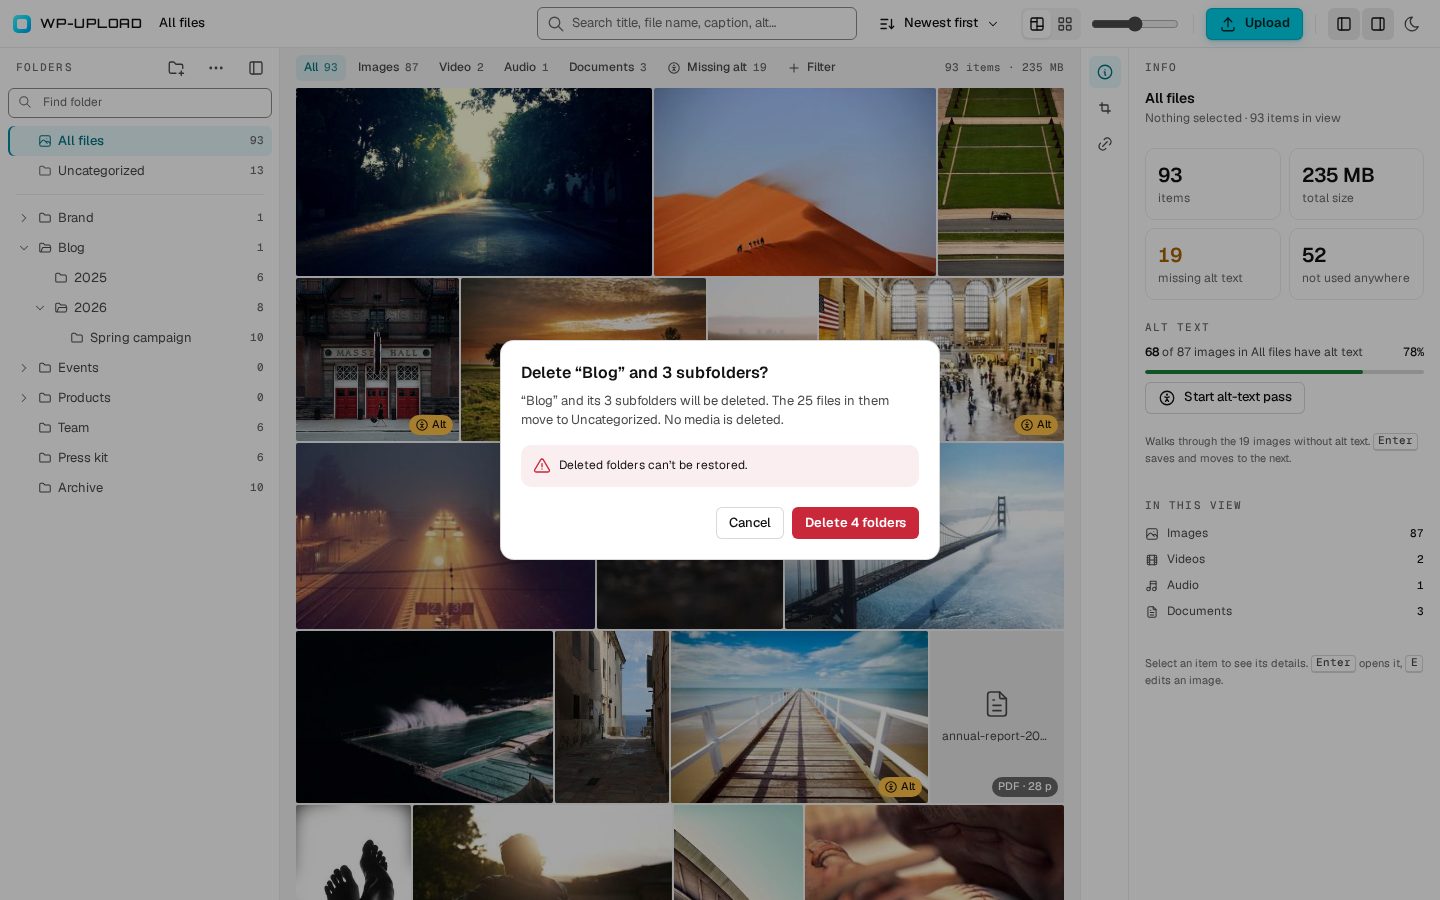 WP-UPLOAD
All files
Search title, file name, caption, alt…
Newest first
Upload
FOLDERS
Find folder
All files 93
Uncategorized 13
Brand 1
Blog 1
2025 6
2026 8
Spring campaign 10
Events 0
Products 0
Team 6
Press kit 6
Archive 10
All 93 Images 87 Video 2 Audio 1 Documents 3 Missing alt 19 Filter
93 items · 235 MB
MASSEY HALL
Alt
Alt
Delete “Blog” and 3 subfolders?
“Blog” and its 3 subfolders will be deleted. The 25 files in them
move to Uncategorized. No media is deleted.
Deleted folders can’t be restored.
Cancel
Delete 4 folders
Alt
annual-report-20…
PDF · 28 p
INFO
All files
Nothing selected · 93 items in view
93
items
235 MB
total size
19
missing alt text
52
not used anywhere
ALT TEXT
68 of 87 images in All files have alt text 78%
Start alt-text pass
Walks through the 19 images without alt text. Enter
saves and moves to the next.
IN THIS VIEW
Images 87
Videos 2
Audio 1
Documents 3
Select an item to see its details. Enter opens it, E
edits an image.